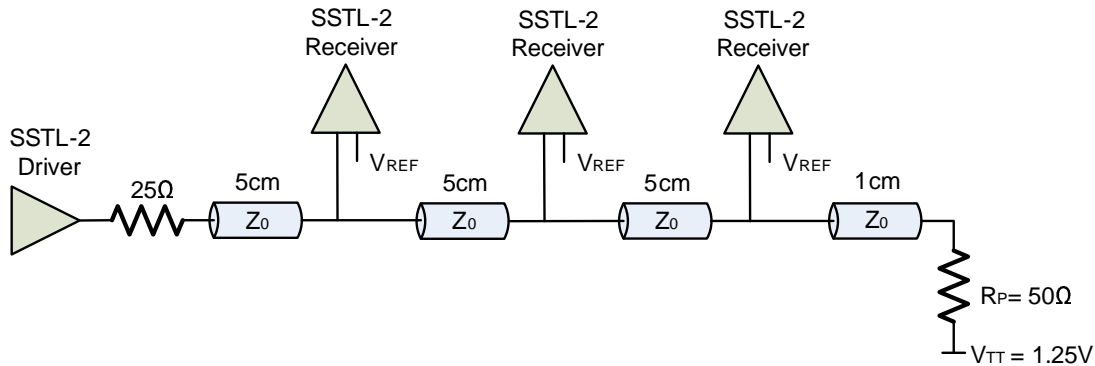 SSTL-2
Receiver
SSTL-2
Receiver
SSTL-2
Receiver
SSTL-2
Driver
VREF
VREF
VREF
25Ω
5cm
5cm
5cm
1cm
Z0
Z0
Z0
Z0
RP= 50Ω
VTT = 1.25V